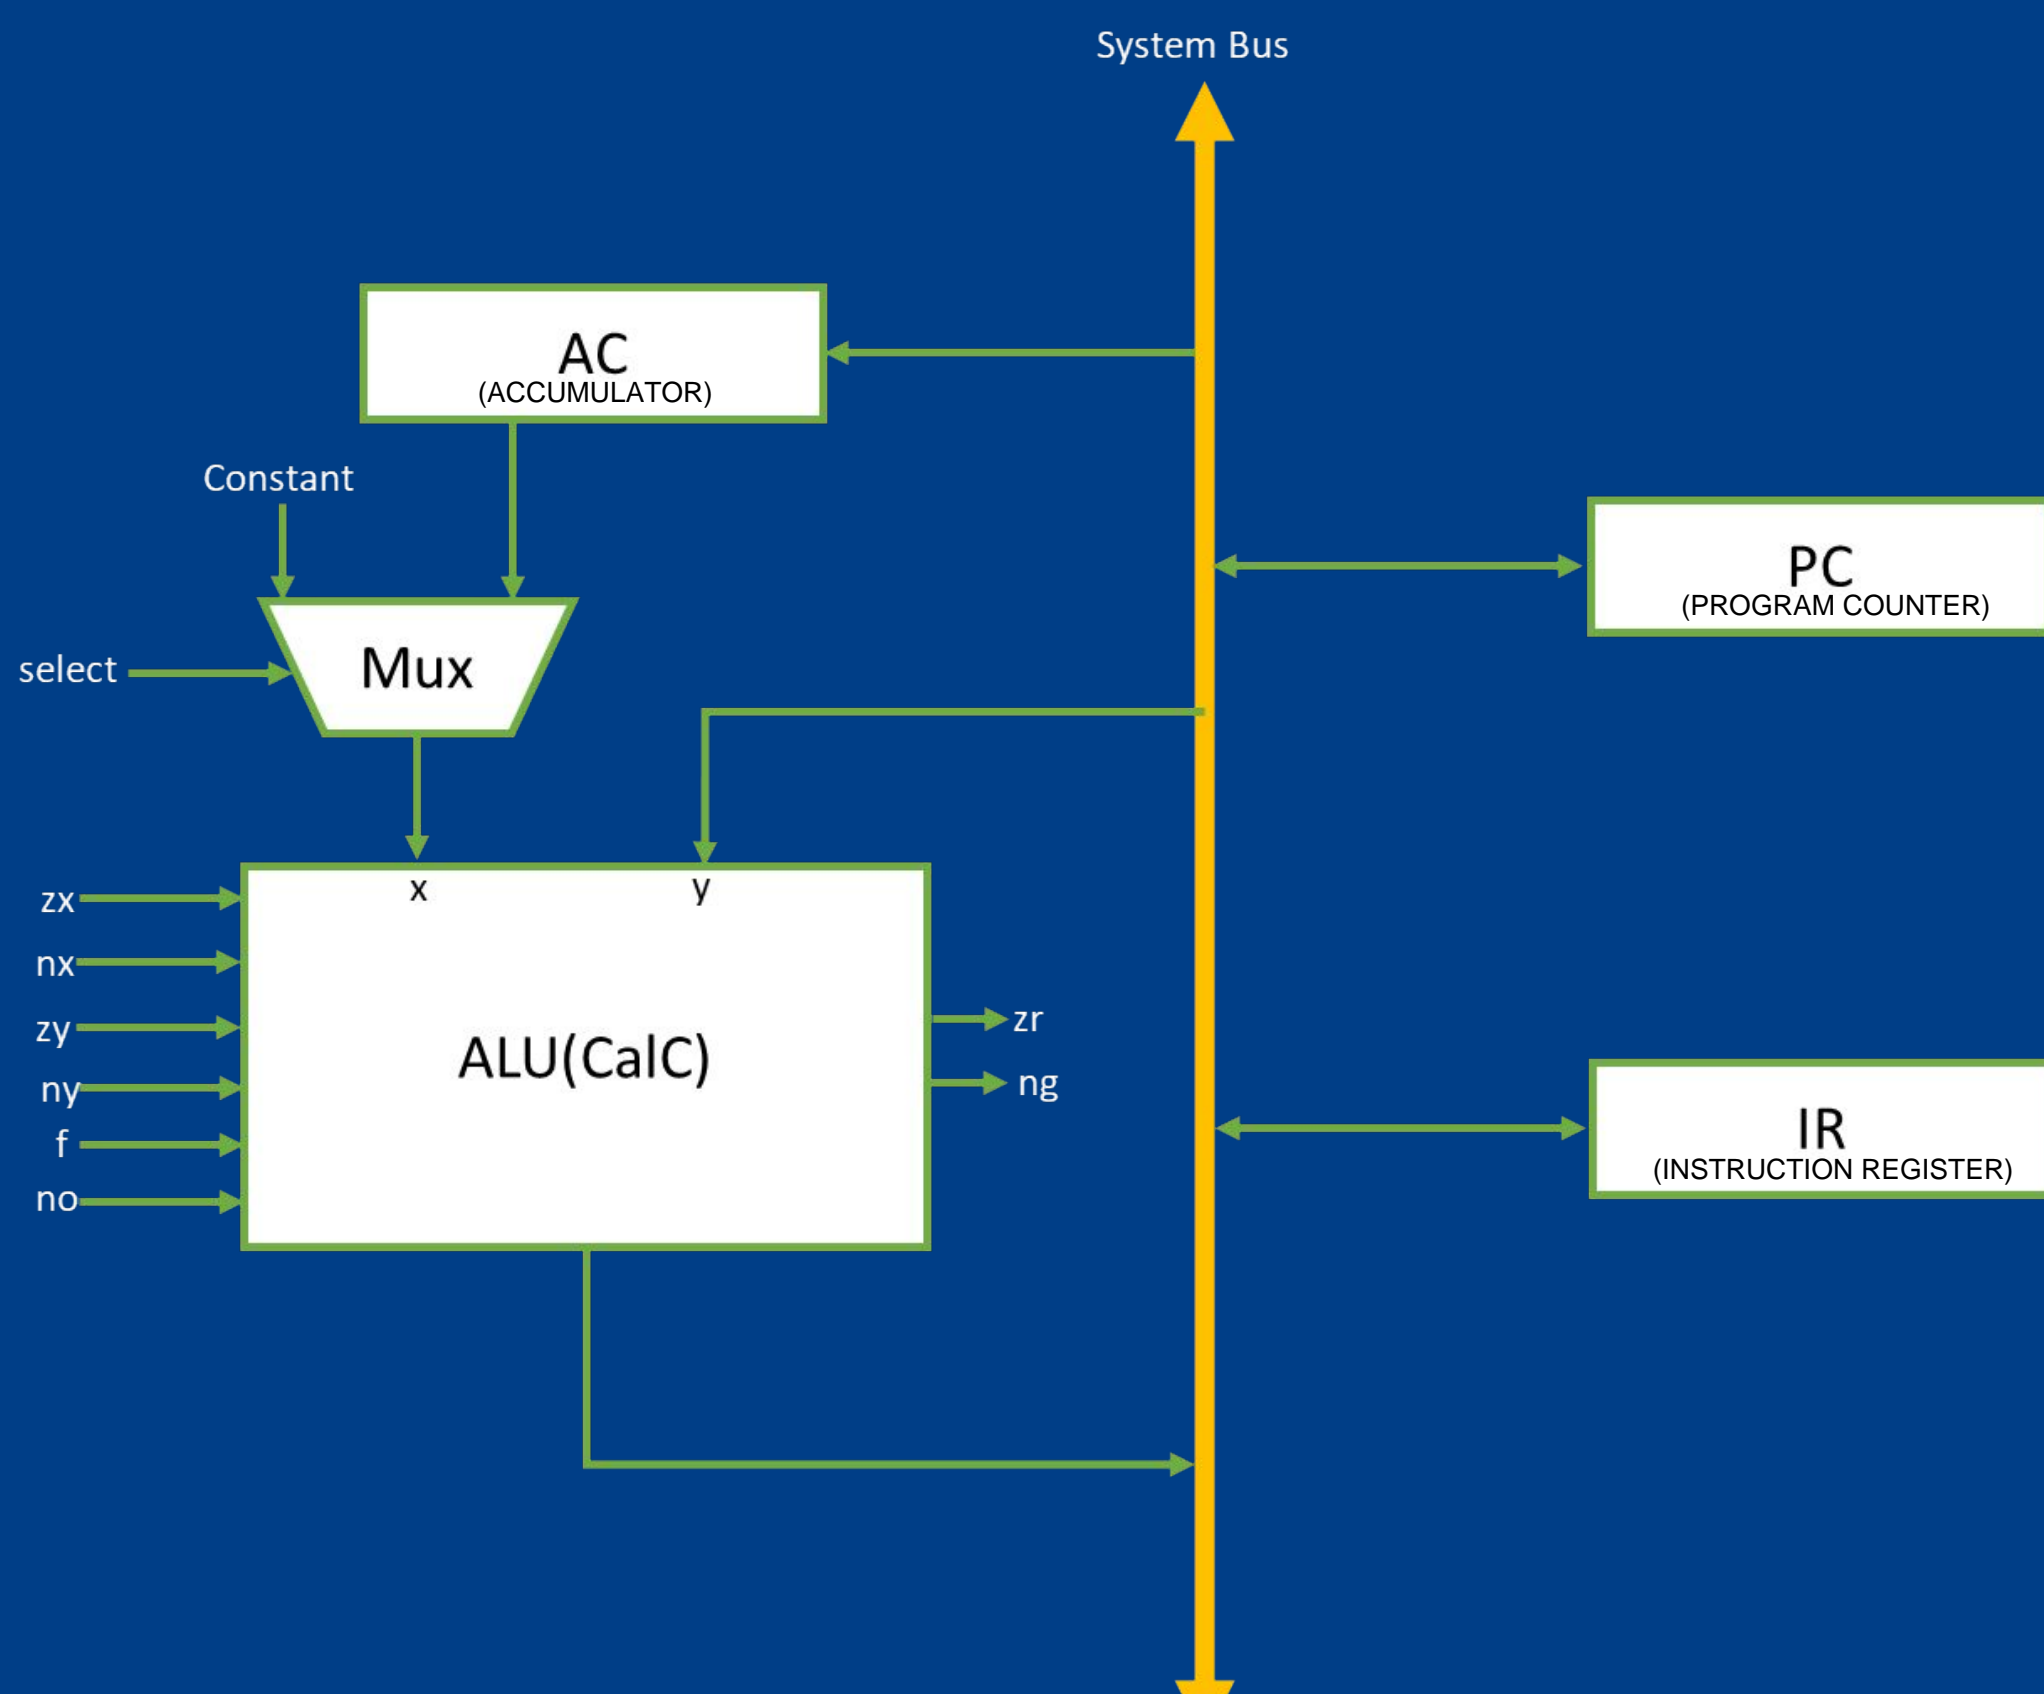 System Bus
AC
(ACCUMULATOR)
Constant
PC
(PROGRAM COUNTER)
select
Mux
x
y
zx
nx
zy
ny
f
no
ALU(CalC)
zr
ng
IR
(INSTRUCTION REGISTER)